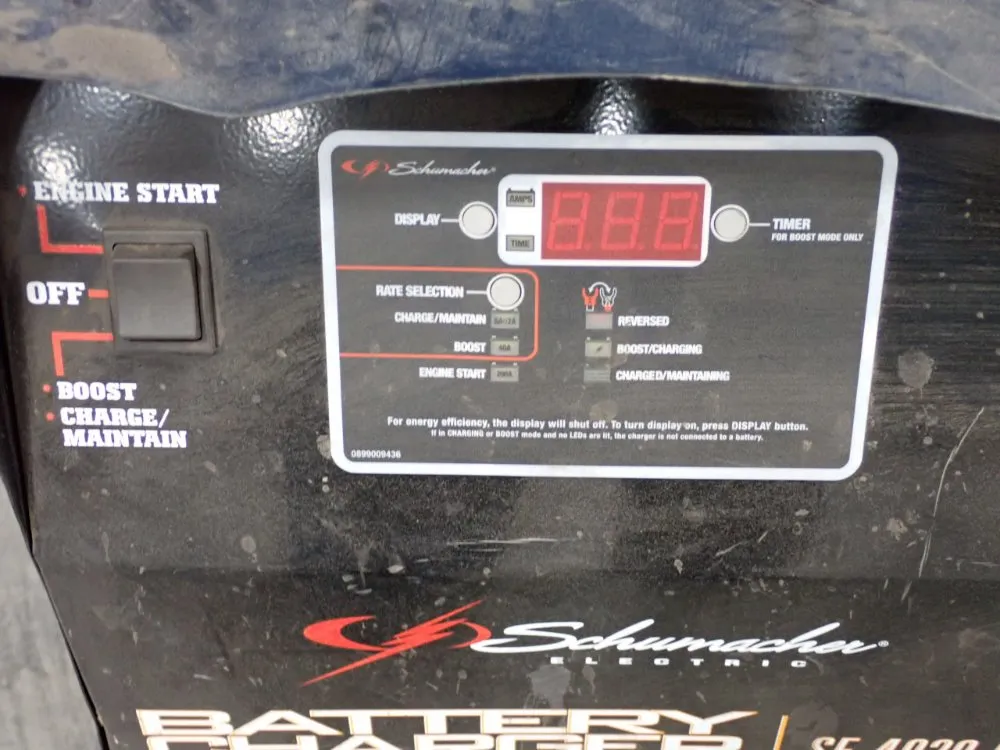 • ENGINE START
OFF
• BOOST
• CHARGE/
MAINTAIN
Schumacher®
DISPLAY
AMPS
TIME
TIMER
FOR BOOST MODE ONLY
RATE SELECTION
CHARGE/MAINTAIN
BOOST
40A
ENGINE START
200A
REVERSED
BOOST/CHARGING
CHARGED/MAINTAINING
For energy efficiency, the display will shut off. To turn display on, press DISPLAY button.
If in CHARGING or BOOST mode and no LEDs are lit, the charger is not connected to a battery.
0899009436
Schumacher®
ELECTRIC
BATTERY
CHARGER